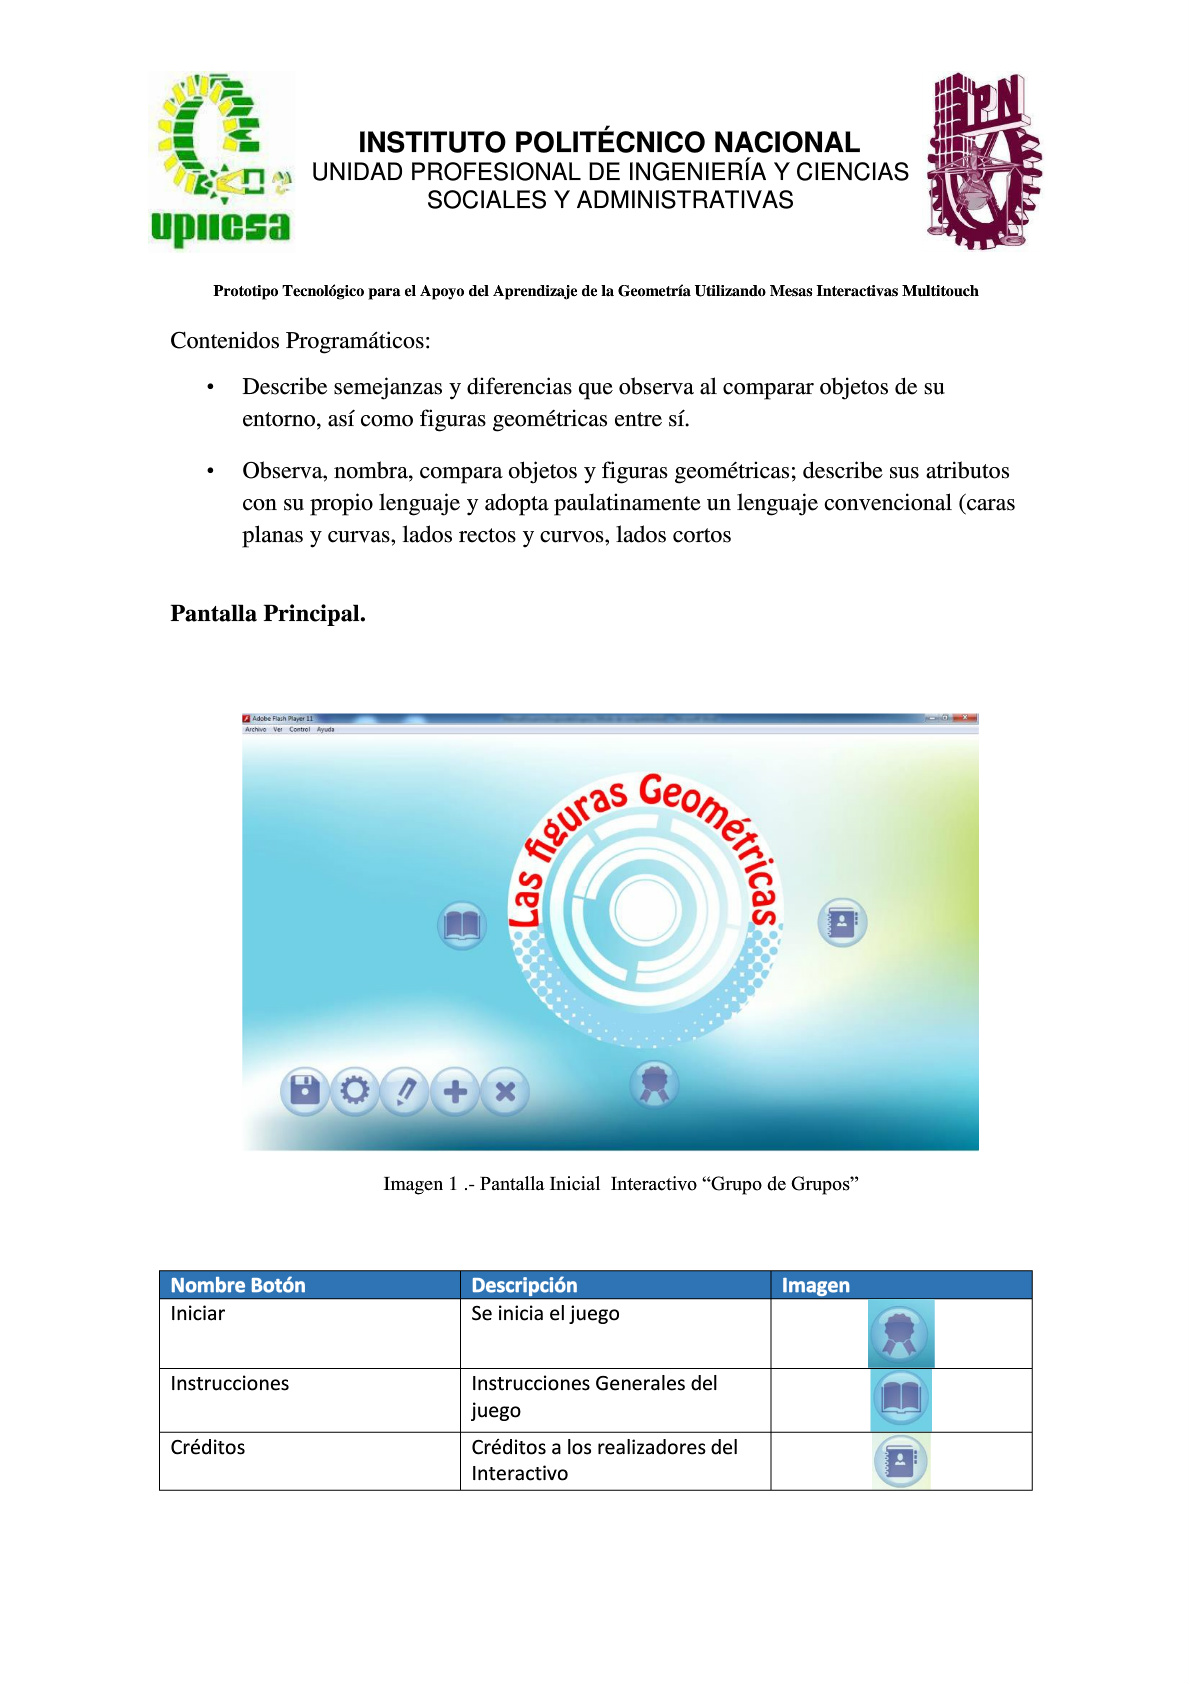 upiicsa
IPN
INSTITUTO POLITÉCNICO NACIONAL
UNIDAD PROFESIONAL DE INGENIERÍA Y CIENCIAS
SOCIALES Y ADMINISTRATIVAS
Prototipo Tecnológico para el Apoyo del Aprendizaje de la Geometría Utilizando Mesas Interactivas Multitouch
Contenidos Programáticos:
• Describe semejanzas y diferencias que observa al comparar objetos de su
entorno, así como figuras geométricas entre sí.
• Observa, nombra, compara objetos y figuras geométricas; describe sus atributos
con su propio lenguaje y adopta paulatinamente un lenguaje convencional (caras
planas y curvas, lados rectos y curvos, lados cortos
Pantalla Principal.
Adobe Flash Player 11
Archivo Ver Control Ayuda
Las figuras Geométricas
Imagen 1 .- Pantalla Inicial Interactivo “Grupo de Grupos”
Nombre Botón Descripción Imagen
Iniciar Se inicia el juego
Instrucciones Instrucciones Generales del
juego
Créditos Créditos a los realizadores del
Interactivo